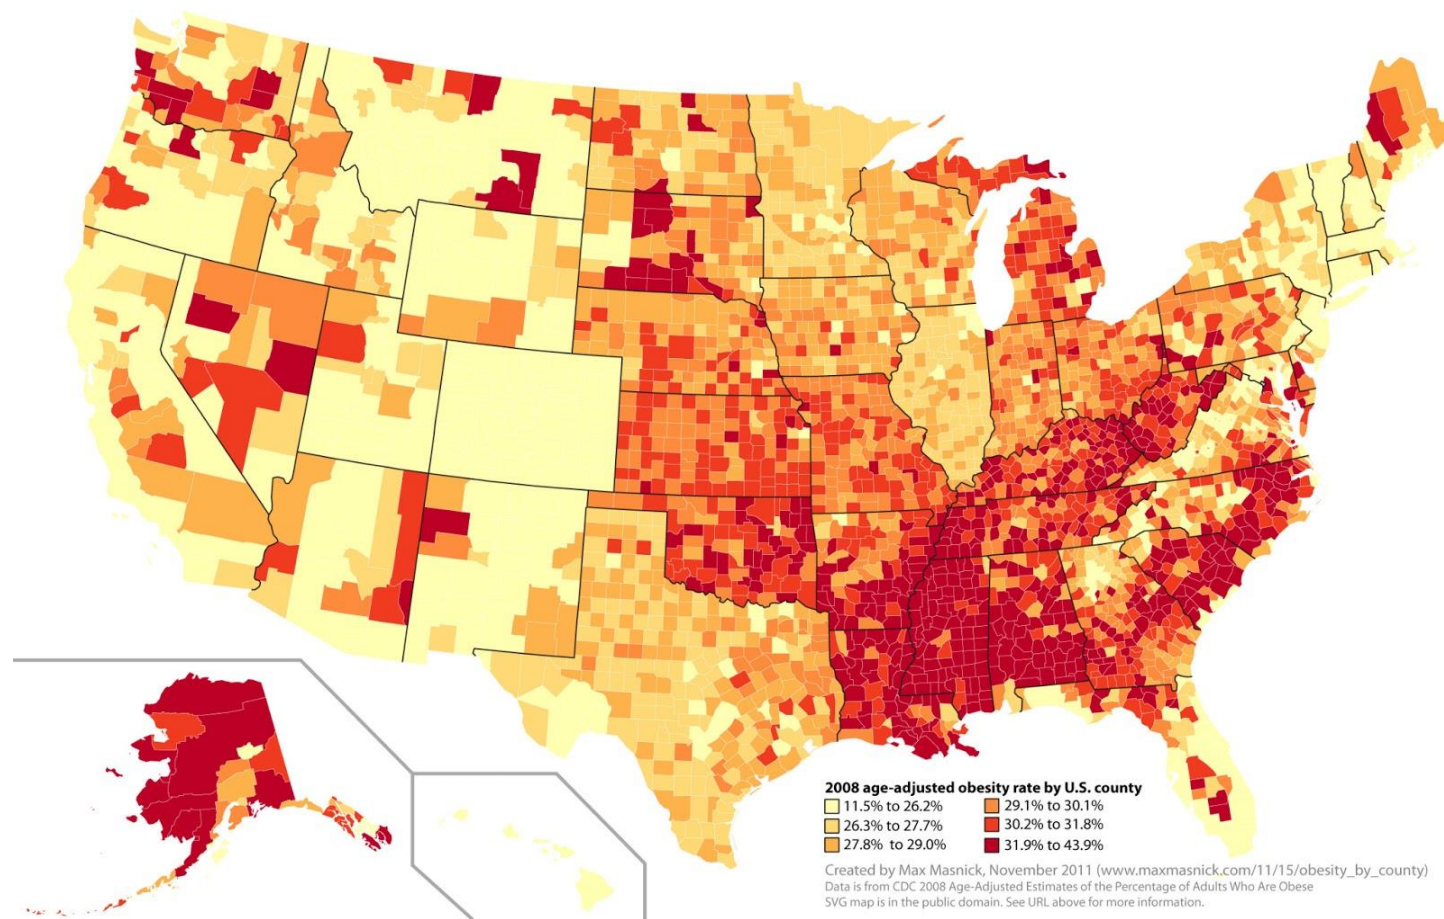 2008 age-adjusted obesity rate by U.S. county
11.5% to 26.2%
26.3% to 27.7%
27.8% to 29.0%
29.1% to 30.1%
30.2% to 31.8%
31.9% to 43.9%
Created by Max Masnick, November 2011 (www.maxmasnick.com/11/15/obesity_by_county)
Data is from CDC 2008 Age-Adjusted Estimates of the Percentage of Adults Who Are Obese
SVG map is in the public domain. See URL above for more information.